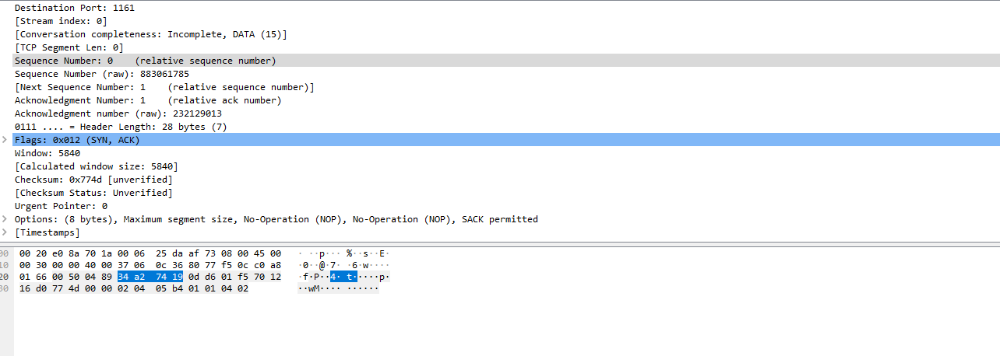 Destination Port: 1161
[Stream index: 0]
[Conversation completeness: Incomplete, DATA (15)]
[TCP Segment Len: 0]
Sequence Number: 0    (relative sequence number)
Sequence Number (raw): 883061785
[Next Sequence Number: 1    (relative sequence number)]
Acknowledgment Number: 1    (relative ack number)
Acknowledgment number (raw): 232129013
0111 .... = Header Length: 28 bytes (7)
Flags: 0x012 (SYN, ACK)
Window: 5840
[Calculated window size: 5840]
Checksum: 0x774d [unverified]
[Checksum Status: Unverified]
Urgent Pointer: 0
Options: (8 bytes), Maximum segment size, No-Operation (NOP), No-Operation (NOP), SACK permitted
[Timestamps]
00 20 e0 8a 70 1a 00 06  25 da af 73 08 00 45 00   · ··p··· %··s··E·
00 30 00 00 40 00 37 06  0c 36 80 77 f5 0c c0 a8   ·0··@·7· ·6·w····
20 01 66 00 50 04 89 34 a2  74 19 0d d6 01 f5 70 12   ·f·P··4· t·····p·
16 d0 77 4d 00 00 02 04  05 b4 01 01 04 02   ··wM···· ······